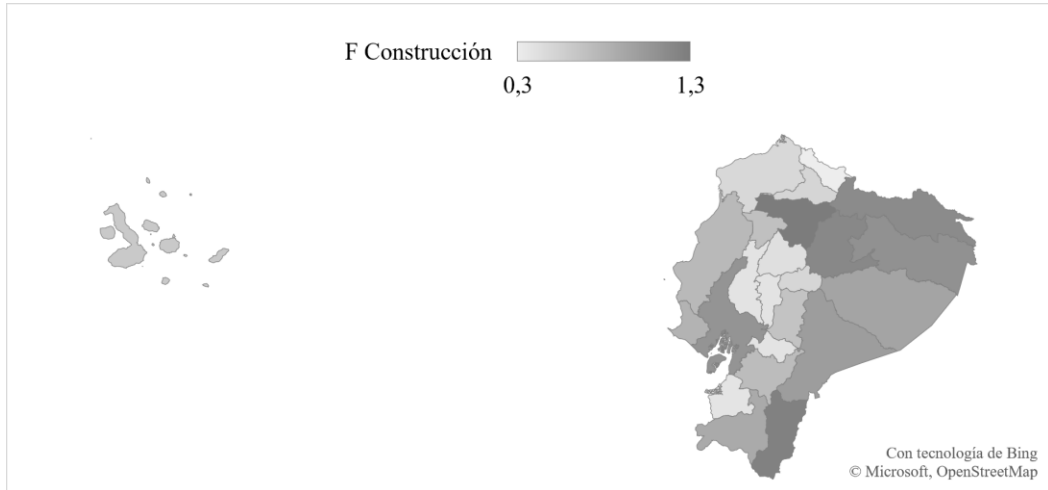 F Construcción
0,3
1,3
Con tecnología de Bing
© Microsoft, OpenStreetMap